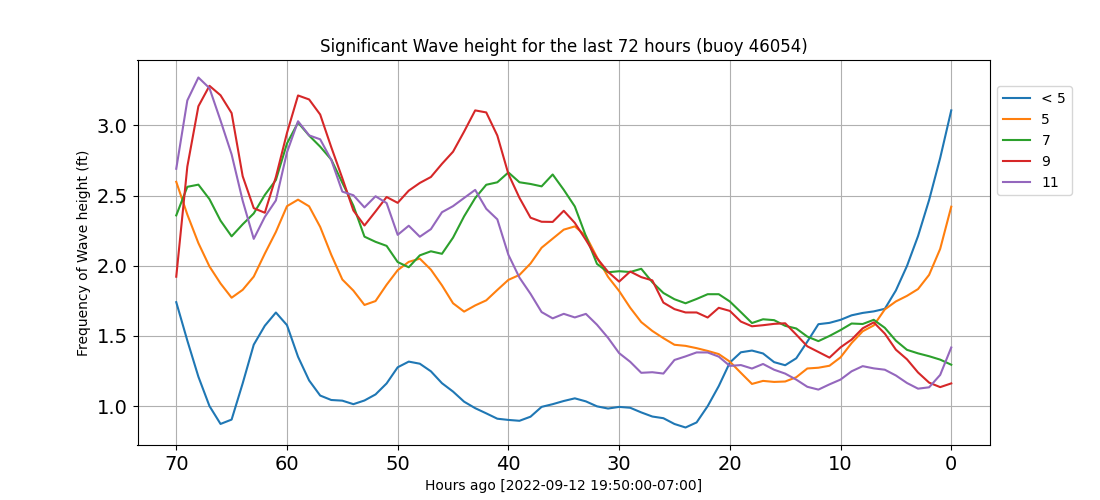 Significant Wave height for the last 72 hours (buoy 46054)
Frequency of Wave height (ft)
3.0
2.5
2.0
1.5
1.0
70 60 50 40 30 20 10 0
Hours ago [2022-09-12 19:50:00-07:00]
< 5
5
7
9
11